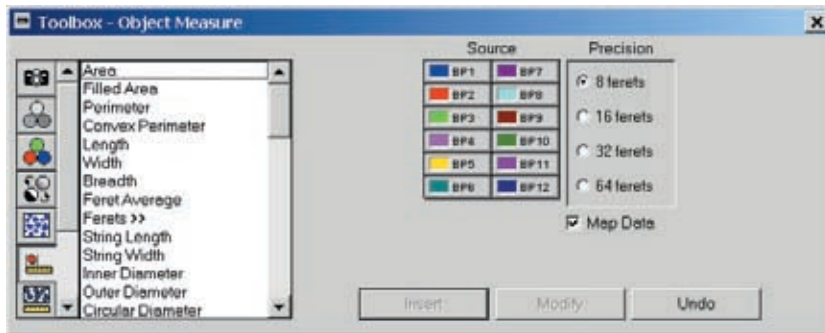 Toolbox - Object Measure
Area
Filled Area
Perimeter
Convex Perimeter
Length
Width
Breadth
Feret Average
Ferets >>
String Length
String Width
Inner Diameter
Outer Diameter
Circular Diameter
Source
BP1 BP7
BP2 BP8
BP3 BP9
BP4 BP10
BP5 BP11
BP6 BP12
Precision
8 ferets
16 ferets
32 ferets
64 ferets
Map Data
Insert Modify Undo